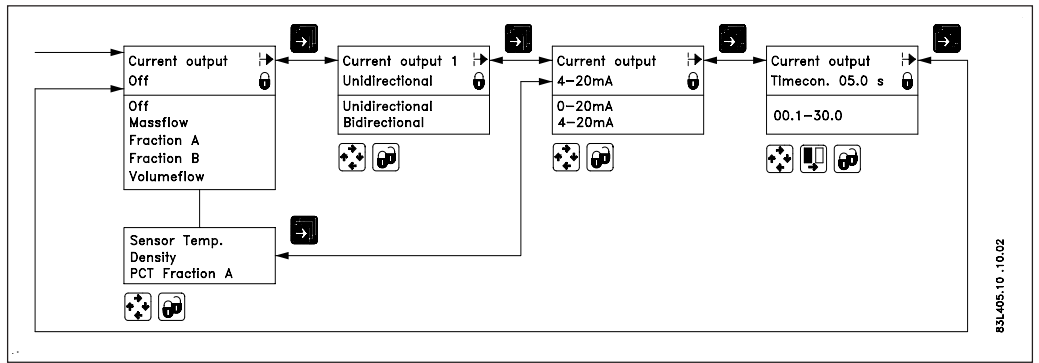 Current output
Off
Off
Massflow
Fraction A
Fraction B
Volumeflow
Sensor Temp.
Density
PCT Fraction A
Current output 1
Unidirectional
Unidirectional
Bidirectional
Current output
4-20mA
0-20mA
4-20mA
Current output
Timecon. 05.0 s
00.1-30.0
83L405.10 .10.02